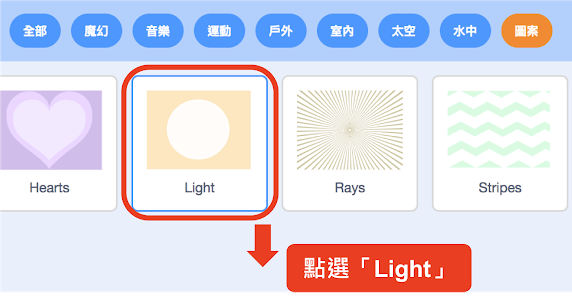 全部 魔幻 音樂 運動 戶外 室內 太空 水中 圖案
Hearts Light Rays Stripes
點選「Light」